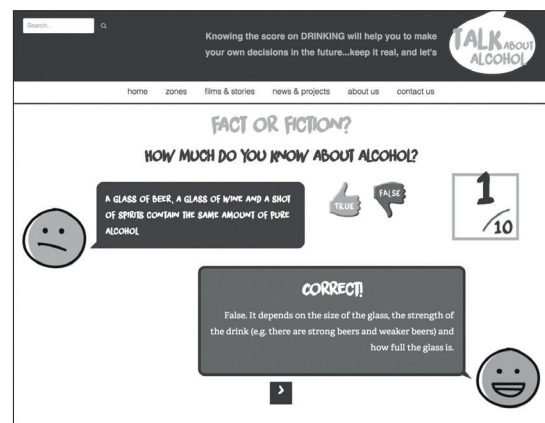 Search...
Knowing the score on DRINKING will help you to make
your own decisions in the future...keep it real, and let's
TALK ABOUT
ALCOHOL
home zones films & stories news & projects about us contact us
FACT OR FICTION?
HOW MUCH DO YOU KNOW ABOUT ALCOHOL?
A GLASS OF BEER, A GLASS OF WINE AND A SHOT
OF SPIRITS CONTAIN THE SAME AMOUNT OF PURE
ALCOHOL
TRUE
FALSE
1/10
CORRECT!
False. It depends on the size of the glass, the strength of
the drink (e.g. there are strong beers and weaker beers) and
how full the glass is.